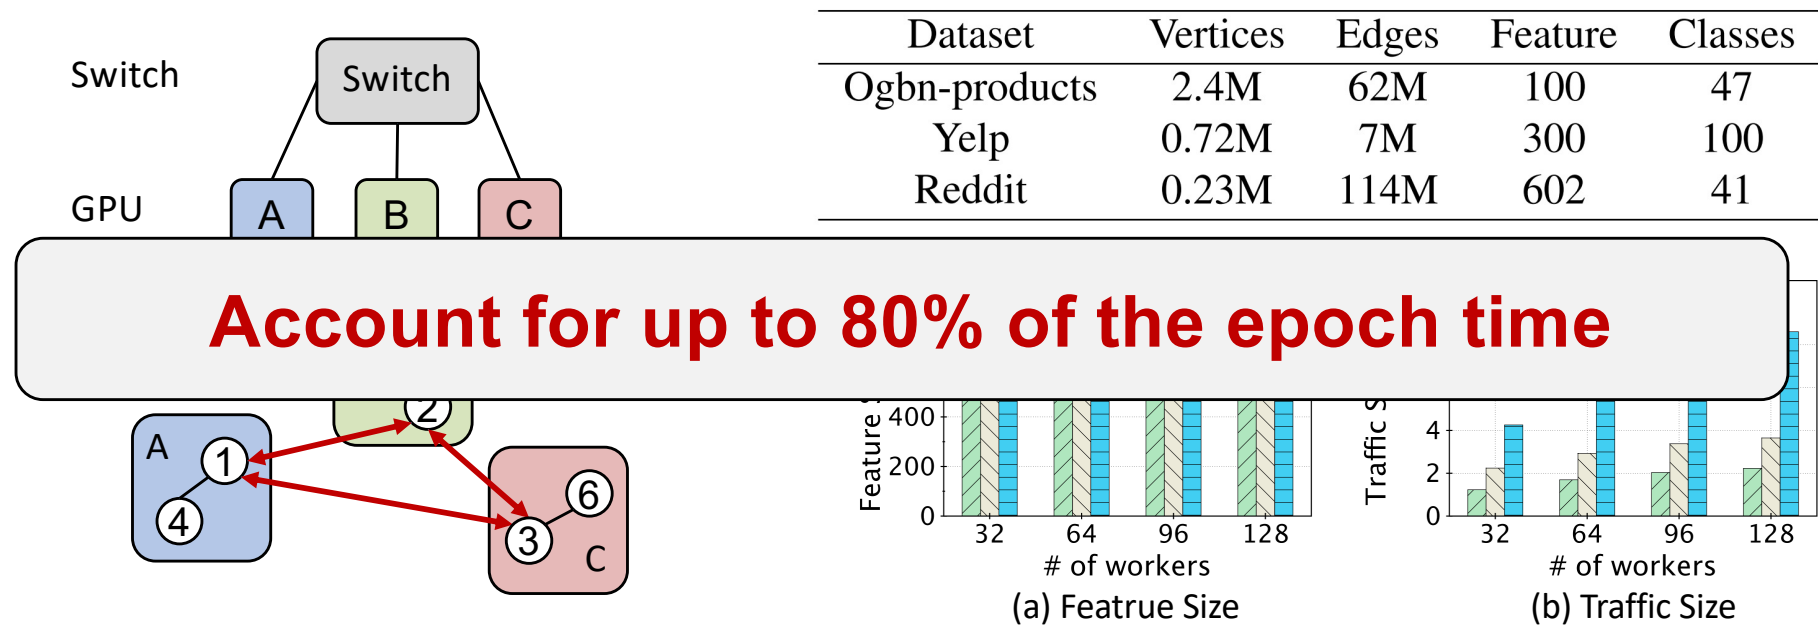 Switch
Switch
GPU
A
B
C
Dataset Vertices Edges Feature Classes
Ogbn-products 2.4M 62M 100 47
Yelp 0.72M 7M 300 100
Reddit 0.23M 114M 602 41
Account for up to 80% of the epoch time
2
A
1
4
6
3
C
Feature
400
200
0
32 64 96 128
# of workers
(a) Featrue Size
Traffic
4
2
0
32 64 96 128
# of workers
(b) Traffic Size